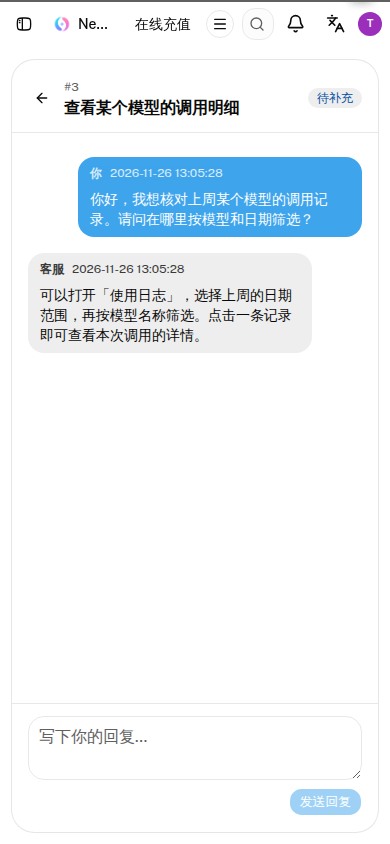 Ne... 在线充值 T
#3
查看某个模型的调用明细
待补充
你 2026-11-26 13:05:28
你好，我想核对上周某个模型的调用记
录。请问在哪里按模型和日期筛选？
客服 2026-11-26 13:05:28
可以打开「使用日志」，选择上周的日期
范围，再按模型名称筛选。点击一条记录
即可查看本次调用的详情。
写下你的回复...
发送回复